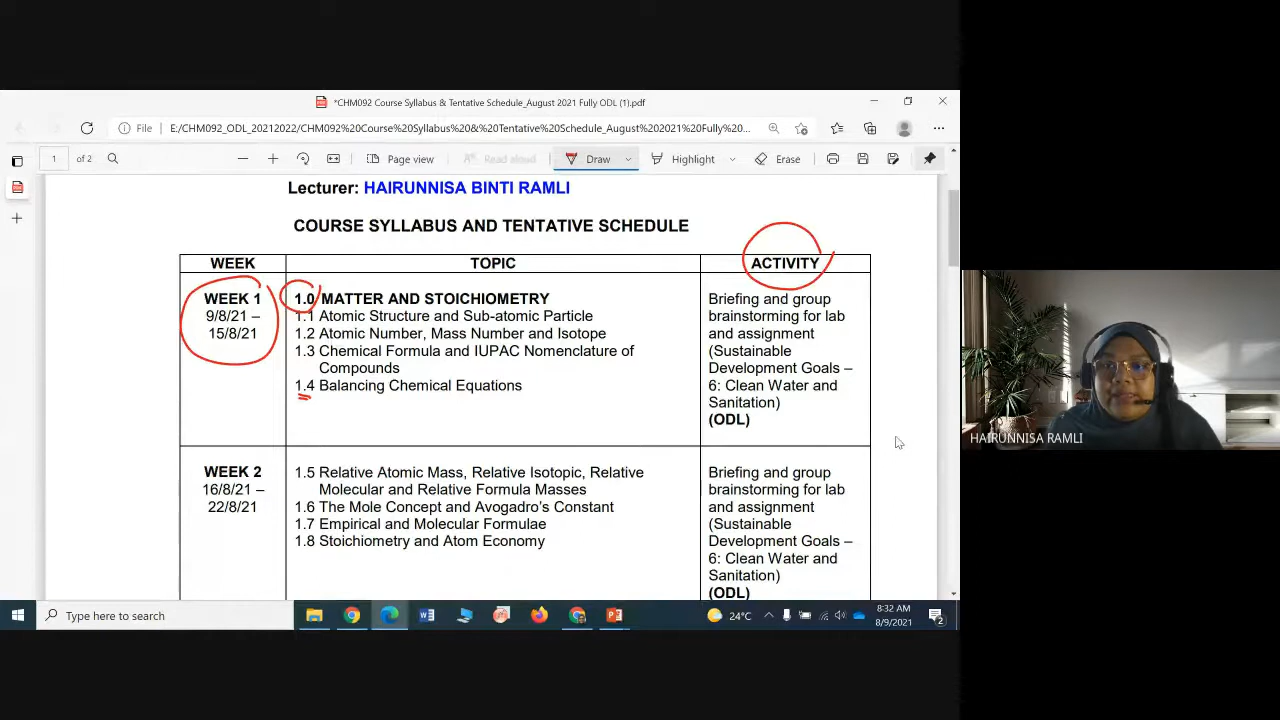 *CHM092 Course Syllabus & Tentative Schedule_August 2021 Fully ODL (1).pdf
File E:/CHM092_ODL_20212022/CHM092%20Course%20Syllabus%20&%20Tentative%20Schedule_August%202021%20Fully%20...
1 of 2 Page view Read aloud Draw Highlight Erase
Lecturer: HAIRUNNISA BINTI RAMLI
COURSE SYLLABUS AND TENTATIVE SCHEDULE
WEEK TOPIC ACTIVITY
WEEK 1
9/8/21 –
15/8/21
1.0 MATTER AND STOICHIOMETRY
1.1 Atomic Structure and Sub-atomic Particle
1.2 Atomic Number, Mass Number and Isotope
1.3 Chemical Formula and IUPAC Nomenclature of
Compounds
1.4 Balancing Chemical Equations
Briefing and group
brainstorming for lab
and assignment
(Sustainable
Development Goals –
6: Clean Water and
Sanitation)
(ODL)
WEEK 2
16/8/21 –
22/8/21
1.5 Relative Atomic Mass, Relative Isotopic, Relative
Molecular and Relative Formula Masses
1.6 The Mole Concept and Avogadro's Constant
1.7 Empirical and Molecular Formulae
1.8 Stoichiometry and Atom Economy
Briefing and group
brainstorming for lab
and assignment
(Sustainable
Development Goals –
6: Clean Water and
Sanitation)
(ODL)
HAIRUNNISA RAMLI
Type here to search
24°C
8:32 AM
8/9/2021
2